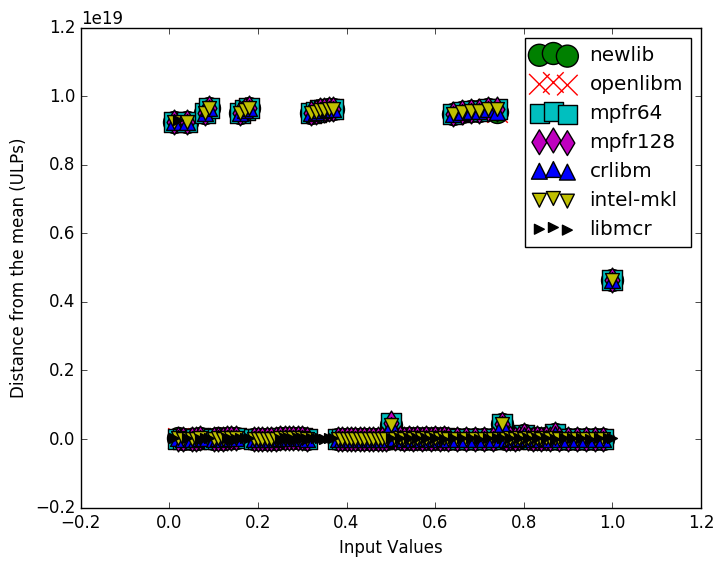 1e19
1.2
1.0
0.8
0.6
0.4
0.2
0.0
−0.2
Distance from the mean (ULPs)
newlib
openlibm
mpfr64
mpfr128
crlibm
intel-mkl
libmcr
−0.2 0.0 0.2 0.4 0.6 0.8 1.0 1.2
Input Values